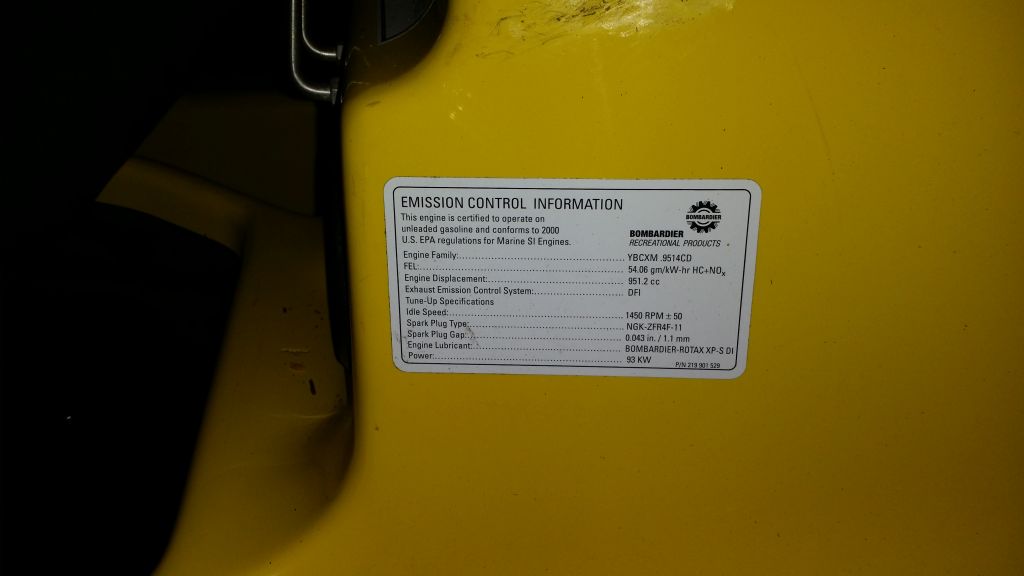 EMISSION CONTROL INFORMATION
This engine is certified to operate on
unleaded gasoline and conforms to 2000
U.S. EPA regulations for Marine SI Engines.
BOMBARDIER
BOMBARDIER
RECREATIONAL PRODUCTS
Engine Family:.......................................... YBCXM .9514CD
FEL:.......................................... 54.06 gm/kW-hr HC+NOx
Engine Displacement:.......................................... 951.2 cc
Exhaust Emission Control System:.......................................... DFI
Tune-Up Specifications
Idle Speed:.......................................... 1450 RPM ± 50
Spark Plug Type:.......................................... NGK-ZFR4F-11
Spark Plug Gap:.......................................... 0.043 in. / 1.1 mm
Engine Lubricant:.......................................... BOMBARDIER-ROTAX XP-S DI
Power:.......................................... 93 KW
P/N 219 901 529